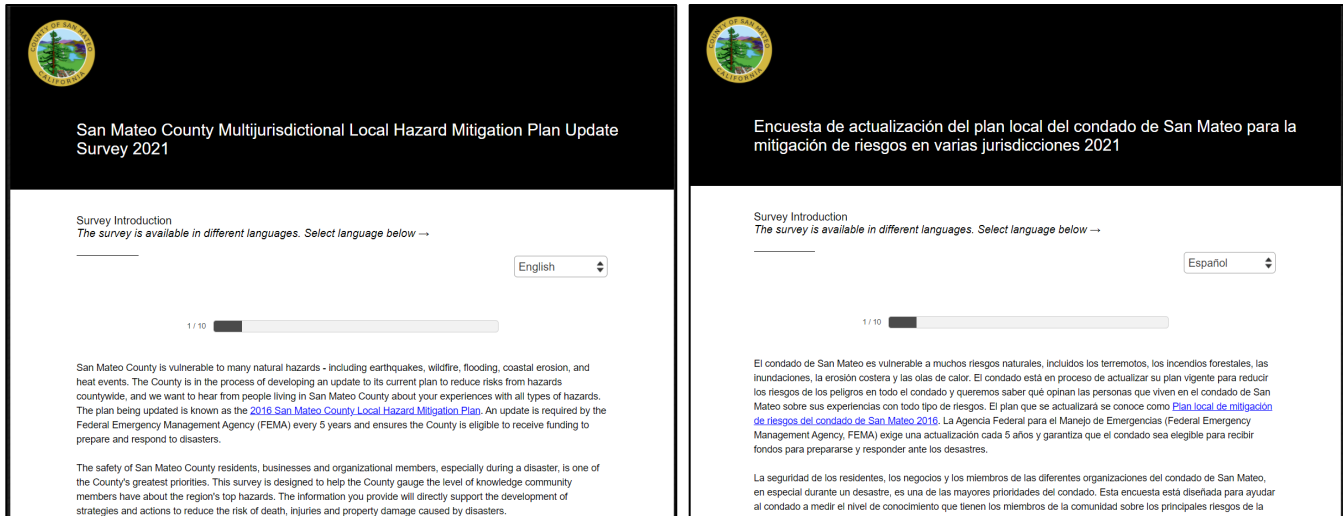 COUNTY OF SAN MATEO
CALIFORNIA
San Mateo County Multijurisdictional Local Hazard Mitigation Plan Update
Survey 2021
Survey Introduction
The survey is available in different languages. Select language below →
English
1 / 10
San Mateo County is vulnerable to many natural hazards - including earthquakes, wildfire, flooding, coastal erosion, and
heat events. The County is in the process of developing an update to its current plan to reduce risks from hazards
countywide, and we want to hear from people living in San Mateo County about your experiences with all types of hazards.
The plan being updated is known as the 2016 San Mateo County Local Hazard Mitigation Plan. An update is required by the
Federal Emergency Management Agency (FEMA) every 5 years and ensures the County is eligible to receive funding to
prepare and respond to disasters.
The safety of San Mateo County residents, businesses and organizational members, especially during a disaster, is one of
the County's greatest priorities. This survey is designed to help the County gauge the level of knowledge community
members have about the region's top hazards. The information you provide will directly support the development of
strategies and actions to reduce the risk of death, injuries and property damage caused by disasters.
COUNTY OF SAN MATEO
CALIFORNIA
Encuesta de actualización del plan local del condado de San Mateo para la
mitigación de riesgos en varias jurisdicciones 2021
Survey Introduction
The survey is available in different languages. Select language below →
Español
1 / 10
El condado de San Mateo es vulnerable a muchos riesgos naturales, incluidos los terremotos, los incendios forestales, las
inundaciones, la erosión costera y las olas de calor. El condado está en proceso de actualizar su plan vigente para reducir
los riesgos de los peligros en todo el condado y queremos saber qué opinan las personas que viven en el condado de San
Mateo sobre sus experiencias con todo tipo de riesgos. El plan que se actualizará se conoce como Plan local de mitigación
de riesgos del condado de San Mateo 2016. La Agencia Federal para el Manejo de Emergencias (Federal Emergency
Management Agency, FEMA) exige una actualización cada 5 años y garantiza que el condado sea elegible para recibir
fondos para prepararse y responder ante los desastres.
La seguridad de los residentes, los negocios y los miembros de las diferentes organizaciones del condado de San Mateo,
en especial durante un desastre, es una de las mayores prioridades del condado. Esta encuesta está diseñada para ayudar
al condado a medir el nivel de conocimiento que tienen los miembros de la comunidad sobre los principales riesgos de la